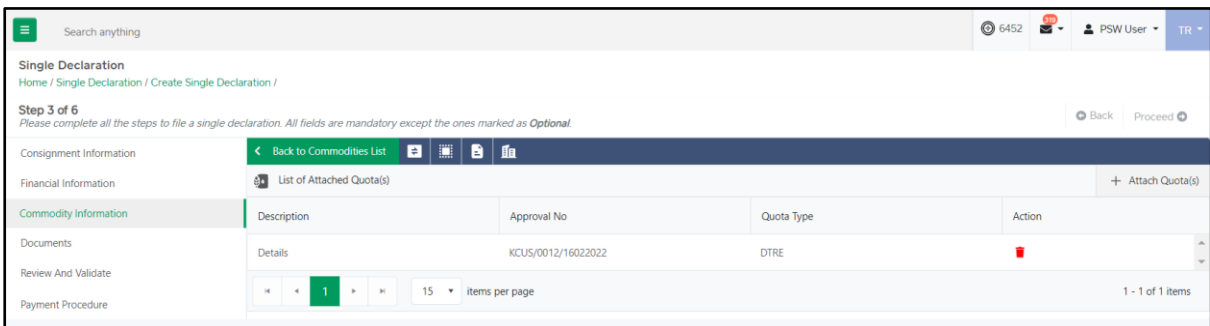 Search anything
6452
319
PSW User
TR
Single Declaration
Home / Single Declaration / Create Single Declaration /
Step 3 of 6
Please complete all the steps to file a single declaration. All fields are mandatory except the ones marked as Optional.
Back
Proceed
Consignment Information
Financial Information
Commodity Information
Documents
Review And Validate
Payment Procedure
Back to Commodities List
List of Attached Quota(s)
+ Attach Quota(s)
Description Approval No Quota Type Action
Details KCUS/0012/16022022 DTRE
1 15 items per page 1 - 1 of 1 items